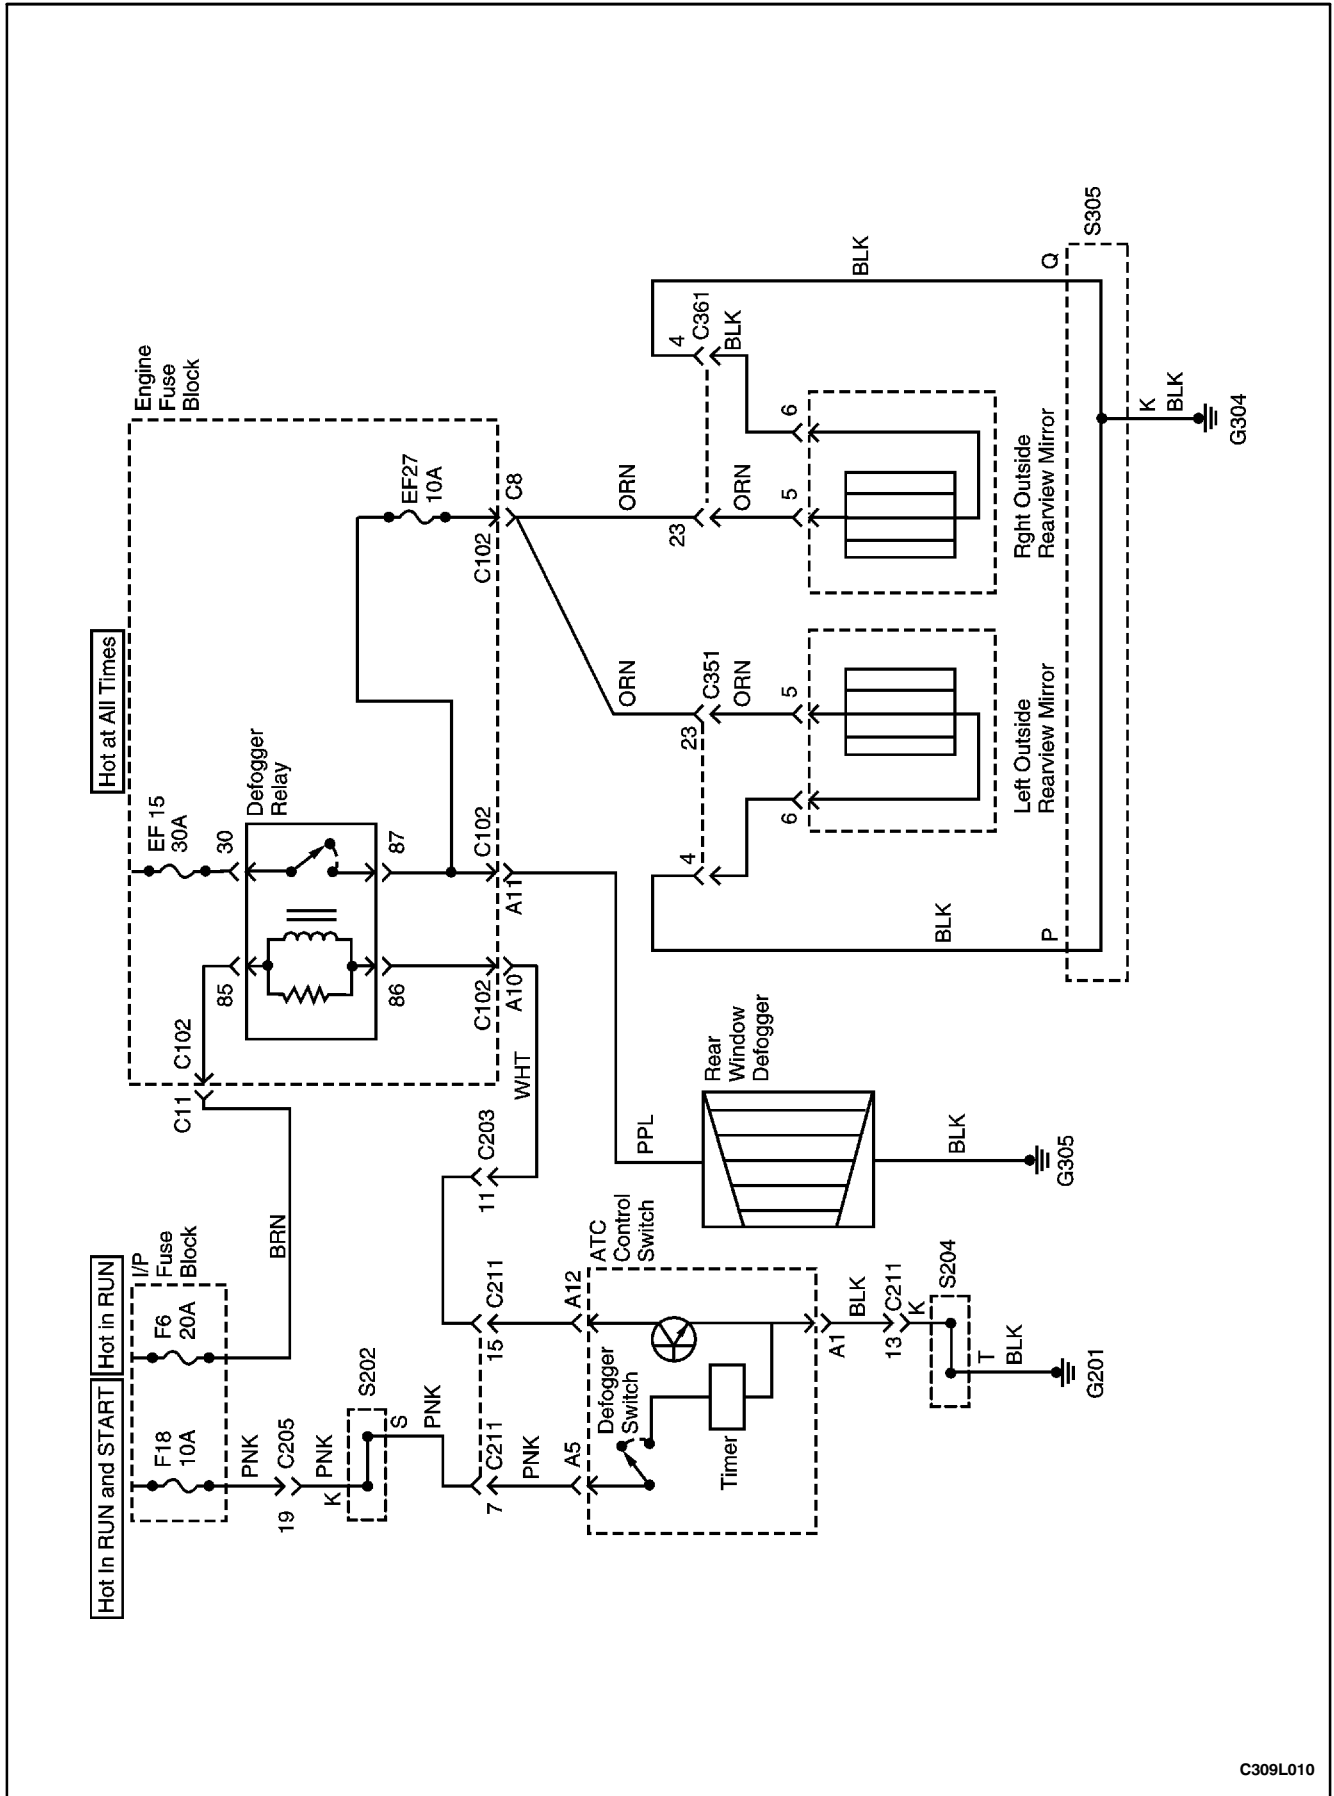 Hot In RUN and START
Hot in RUN
Hot at All Times
I/P
Fuse
Block
F18
10A
F6
20A
Engine
Fuse
Block
EF 15
30A
EF27
10A
Defogger
Relay
85
30
86
87
C11
C102
C102
A10
C102
A11
C102
C8
PNK
19
C205
PNK
K
S202
S
PNK
BRN
WHT
11
C203
7
C211
PNK
15
C211
A5
A12
ATC
Control
Switch
Defogger
Switch
Timer
A1
BLK
13
C211
K
S204
T
BLK
G201
PPL
Rear
Window
Defogger
BLK
G305
ORN
ORN
23
C351
ORN
4
5
6
BLK
P
Left Outside
Rearview Mirror
23
ORN
4
C361
BLK
5
6
BLK
Q
Rght Outside
Rearview Mirror
S305
K
BLK
G304
C309L010